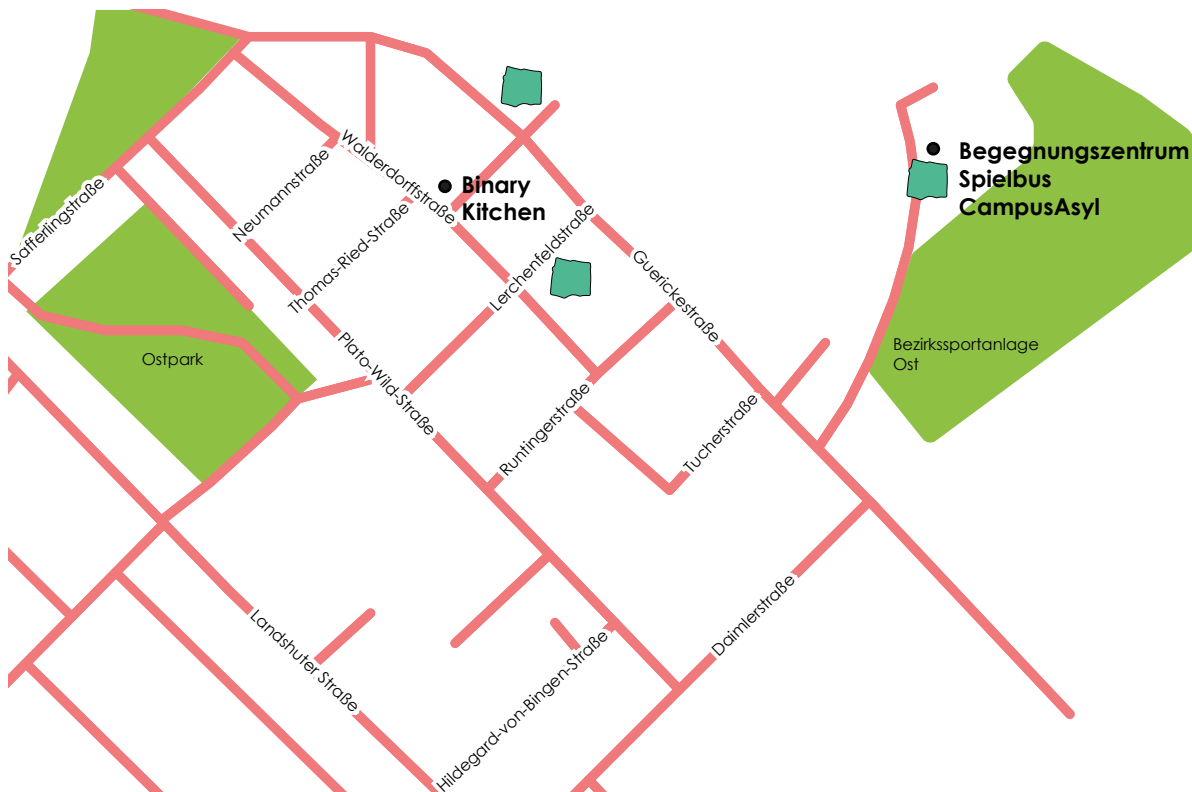 Walderdorffstraße
Neumannstraße
Safferlingstraße
Binary
Kitchen
Begegnungszentrum
Spielbus
CampusAsyl
Thomas-Ried-Straße
Lerchenfeldstraße
Guerickestraße
Plato-Wild-Straße
Ostpark
Bezirkssportanlage
Ost
Runtingerstraße
Tucherstraße
Landshuter Straße
Hildegard-von-Bingen-Straße
Daimlerstraße